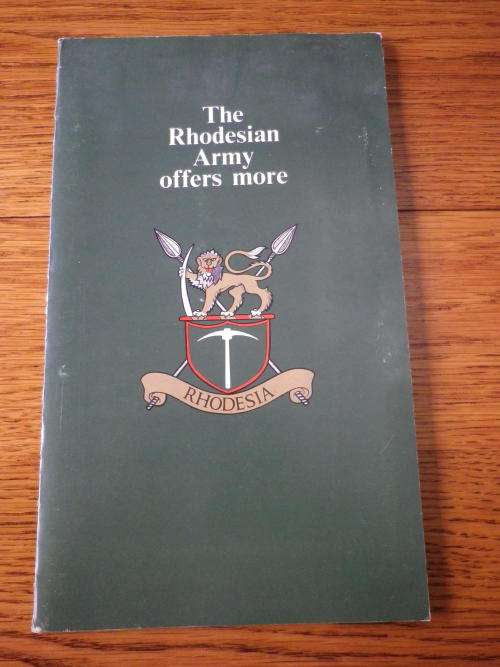 The
Rhodesian
Army
offers more
RHODESIA